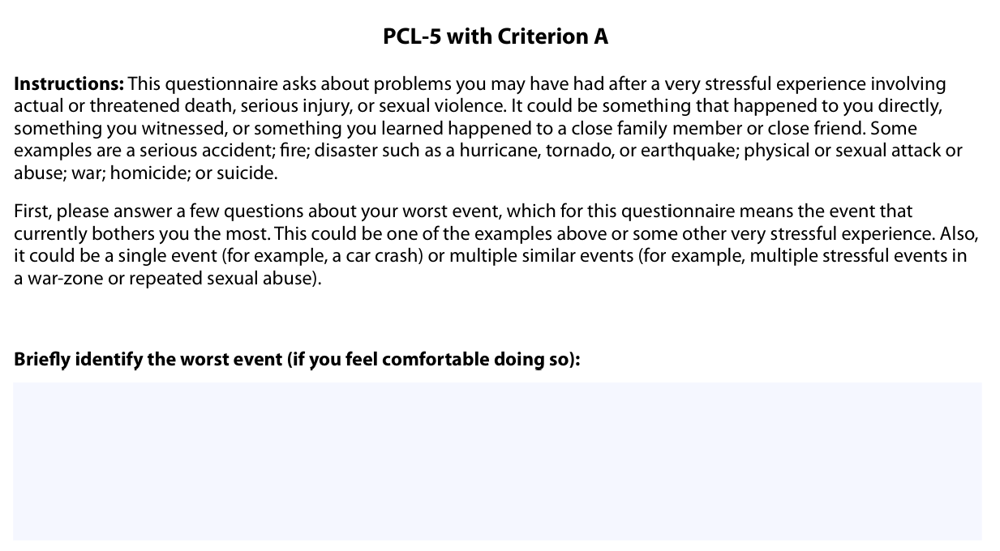 PCL-5 with Criterion A
Instructions: This questionnaire asks about problems you may have had after a very stressful experience involving
actual or threatened death, serious injury, or sexual violence. It could be something that happened to you directly,
something you witnessed, or something you learned happened to a close family member or close friend. Some
examples are a serious accident; fire; disaster such as a hurricane, tornado, or earthquake; physical or sexual attack or
abuse; war; homicide; or suicide.
First, please answer a few questions about your worst event, which for this questionnaire means the event that
currently bothers you the most. This could be one of the examples above or some other very stressful experience. Also,
it could be a single event (for example, a car crash) or multiple similar events (for example, multiple stressful events in
a war-zone or repeated sexual abuse).
Briefly identify the worst event (if you feel comfortable doing so):